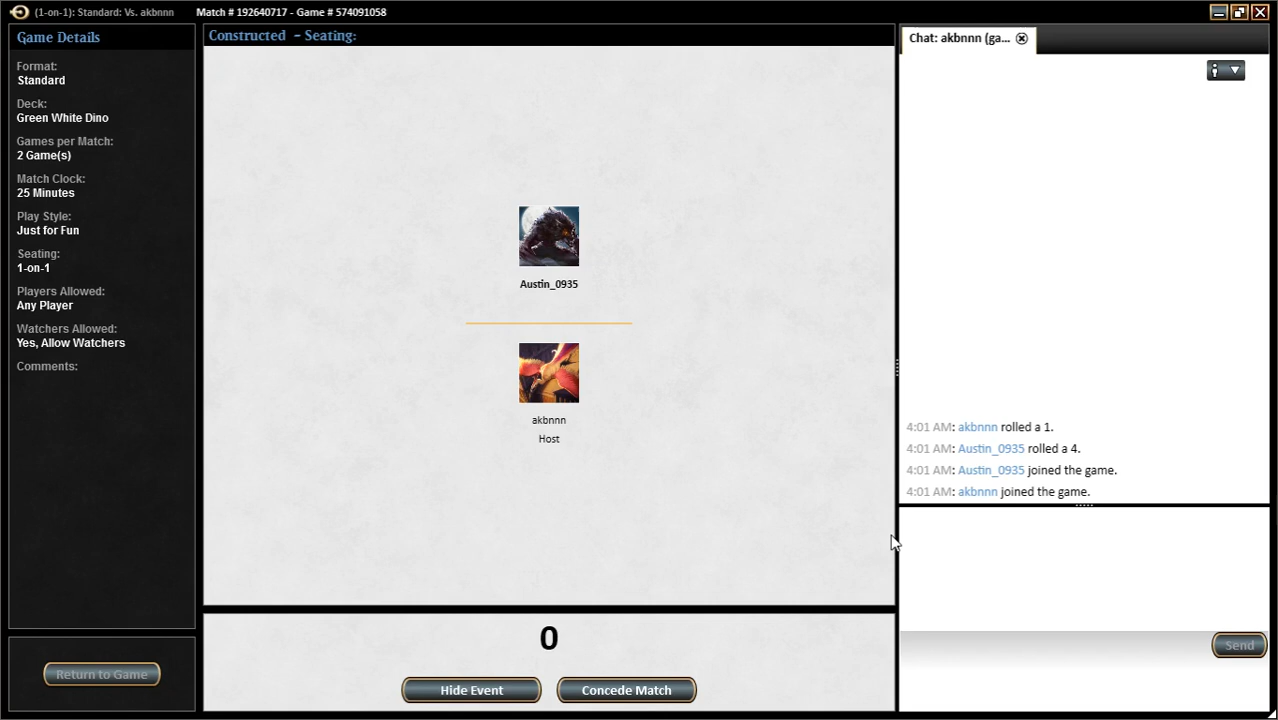 (1-on-1): Standard: Vs. akbnnn
Match # 192640717 - Game # 574091058
Game Details
Format:
Standard
Deck:
Green White Dino
Games per Match:
2 Game(s)
Match Clock:
25 Minutes
Play Style:
Just for Fun
Seating:
1-on-1
Players Allowed:
Any Player
Watchers Allowed:
Yes, Allow Watchers
Comments:
Return to Game
Constructed - Seating:
Austin_0935
akbnnn
Host
0
Hide Event
Concede Match
Chat: akbnnn (ga...
4:01 AM: akbnnn rolled a 1.
4:01 AM: Austin_0935 rolled a 4.
4:01 AM: Austin_0935 joined the game.
4:01 AM: akbnnn joined the game.
Send